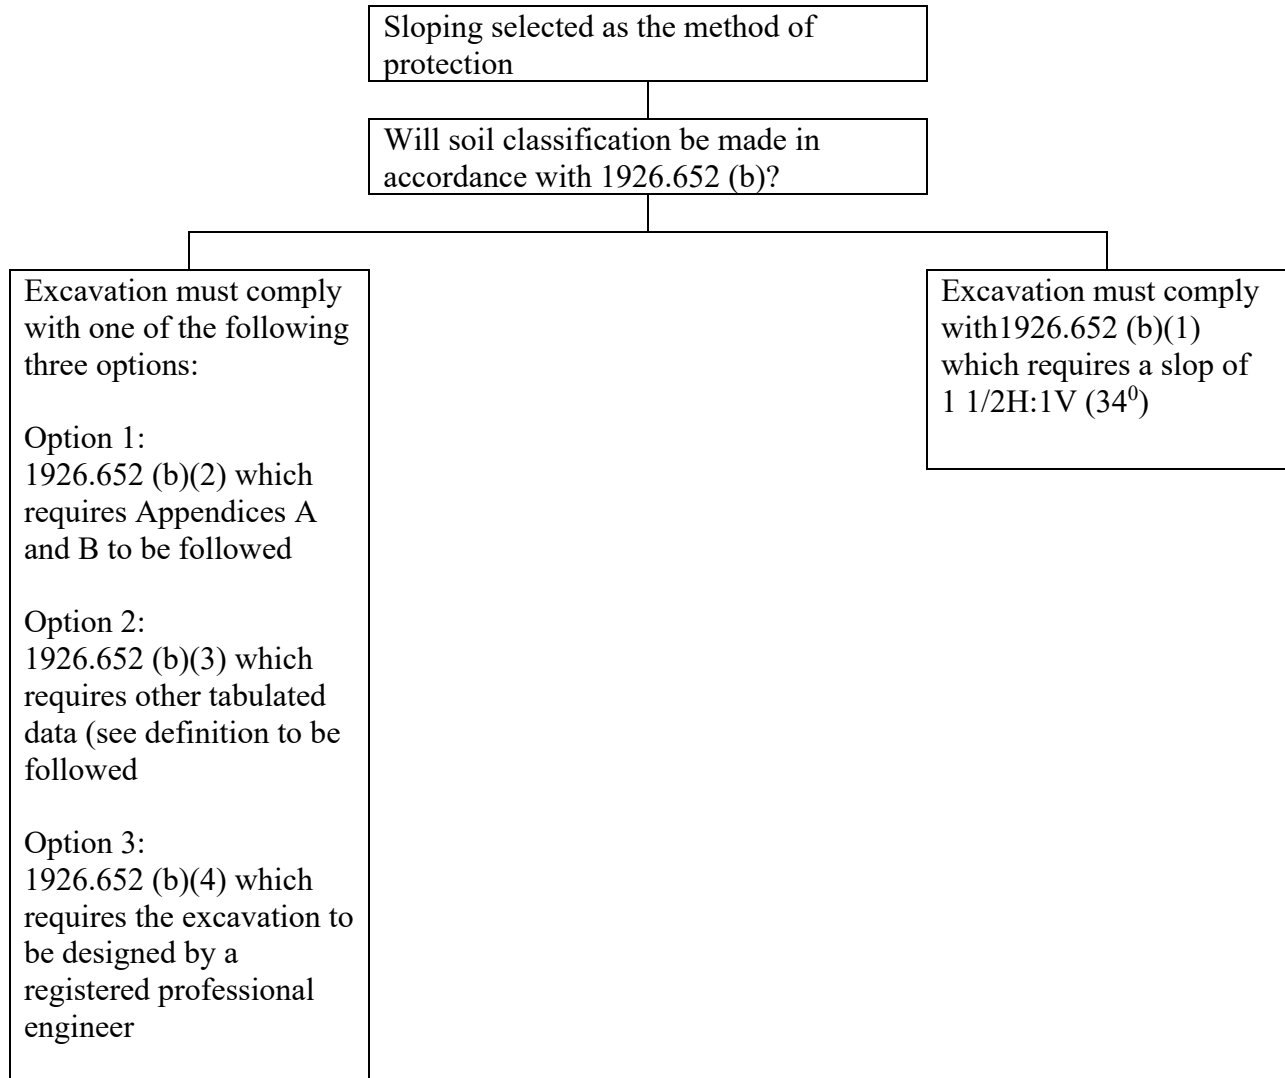 Sloping selected as the method of
protection
Will soil classification be made in
accordance with 1926.652 (b)?
Excavation must comply
with one of the following
three options:
Option 1:
1926.652 (b)(2) which
requires Appendices A
and B to be followed
Option 2:
1926.652 (b)(3) which
requires other tabulated
data (see definition to be
followed
Option 3:
1926.652 (b)(4) which
requires the excavation to
be designed by a
registered professional
engineer
Excavation must comply
with1926.652 (b)(1)
which requires a slop of
1 1/2H:1V (34⁰)